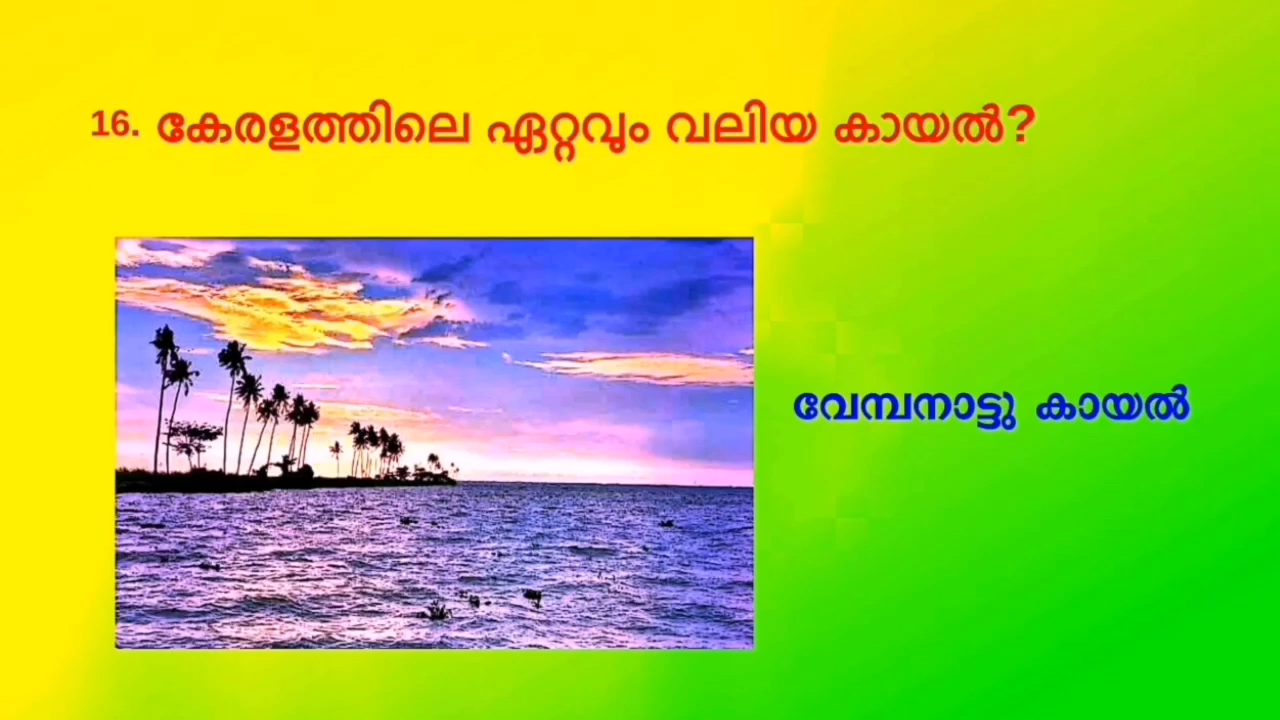 16. കേരളത്തിലെ ഏറ്റവും വലിയ കായൽ?
വേമ്പനാട്ടു കായൽ